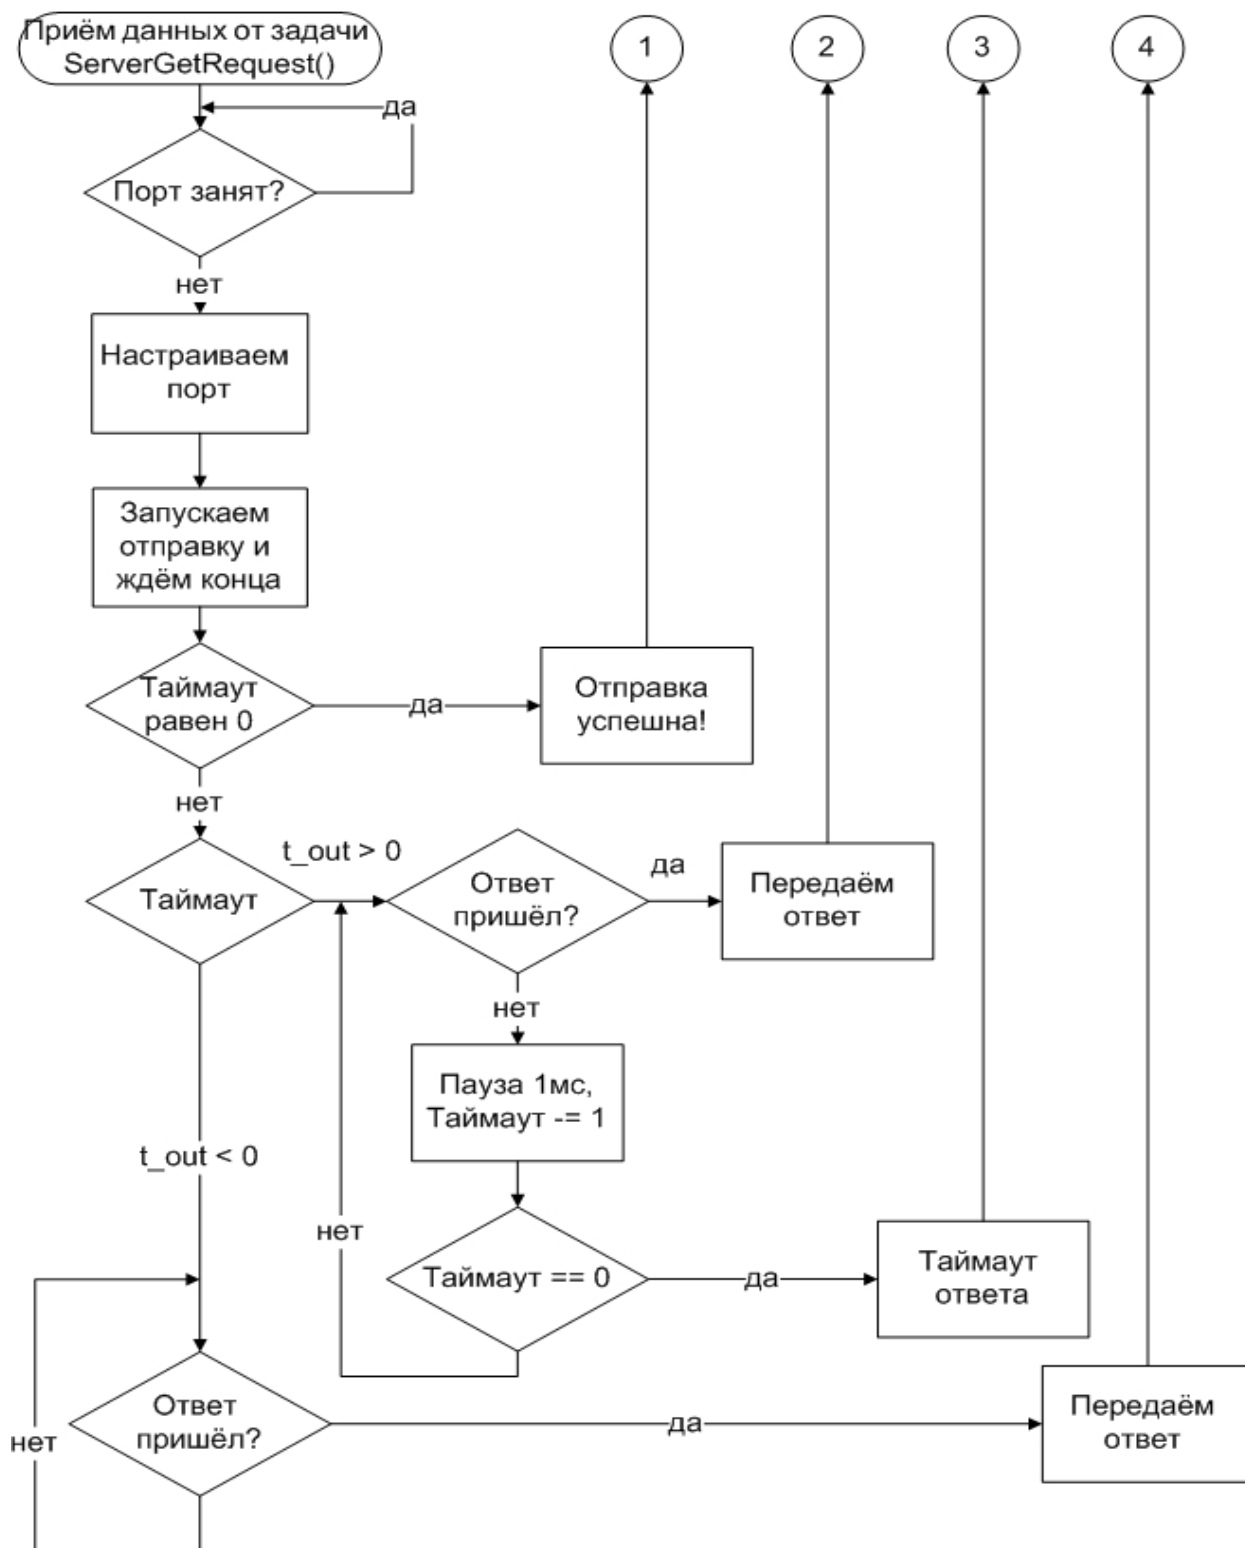 Приём данных от задачи
ServerGetRequest()
1
2
3
4
да
Порт занят?
нет
Настраиваем
порт
Запускаем
отправку и
ждём конца
Таймаут
равен 0
да
Отправка
успешна!
нет
Таймаут
t_out > 0
Ответ
пришёл?
да
Передаём
ответ
нет
Пауза 1мс,
Таймаут -= 1
t_out < 0
нет
Таймаут == 0
да
Таймаут
ответа
Ответ
пришёл?
нет
да
Передаём
ответ